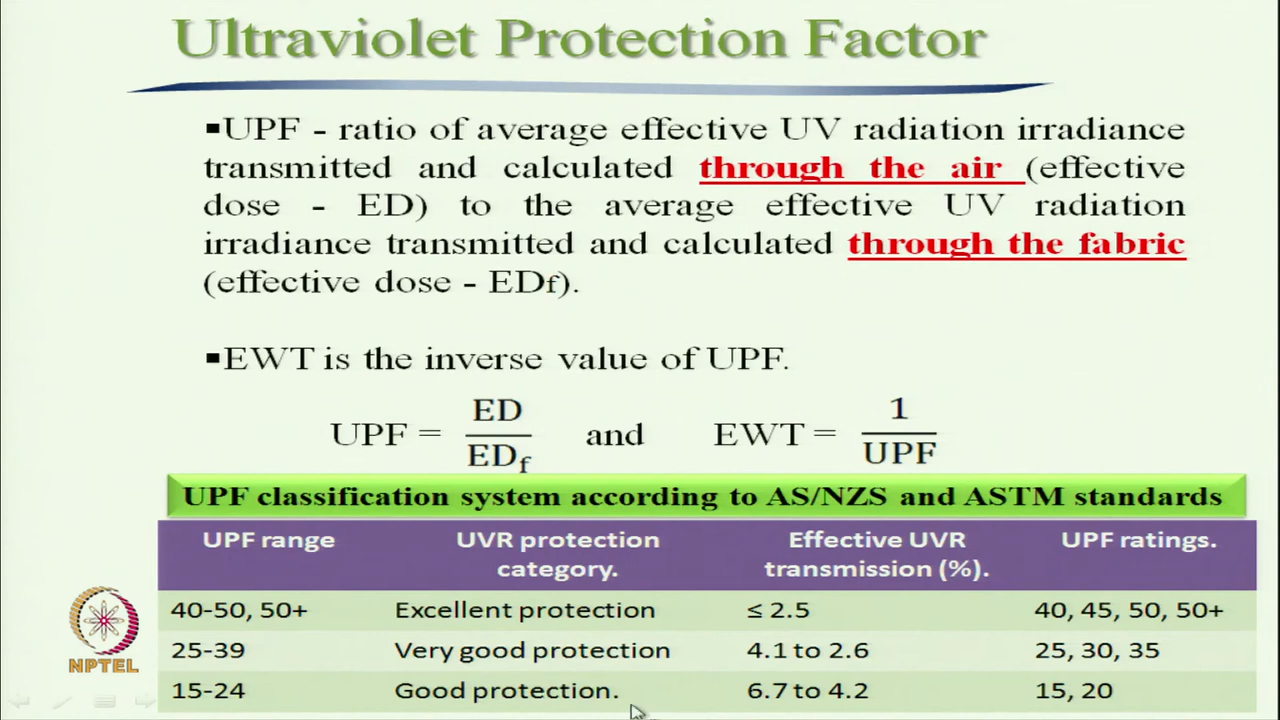 Ultraviolet Protection Factor
▪UPF - ratio of average effective UV radiation irradiance
transmitted and calculated through the air (effective
dose - ED) to the average effective UV radiation
irradiance transmitted and calculated through the fabric
(effective dose - EDf).
▪EWT is the inverse value of UPF.
UPF = ED / EDf and EWT = 1 / UPF
UPF classification system according to AS/NZS and ASTM standards
UPF range UVR protection category. Effective UVR transmission (%). UPF ratings.
40-50, 50+ Excellent protection ≤ 2.5 40, 45, 50, 50+
25-39 Very good protection 4.1 to 2.6 25, 30, 35
15-24 Good protection. 6.7 to 4.2 15, 20
NPTEL